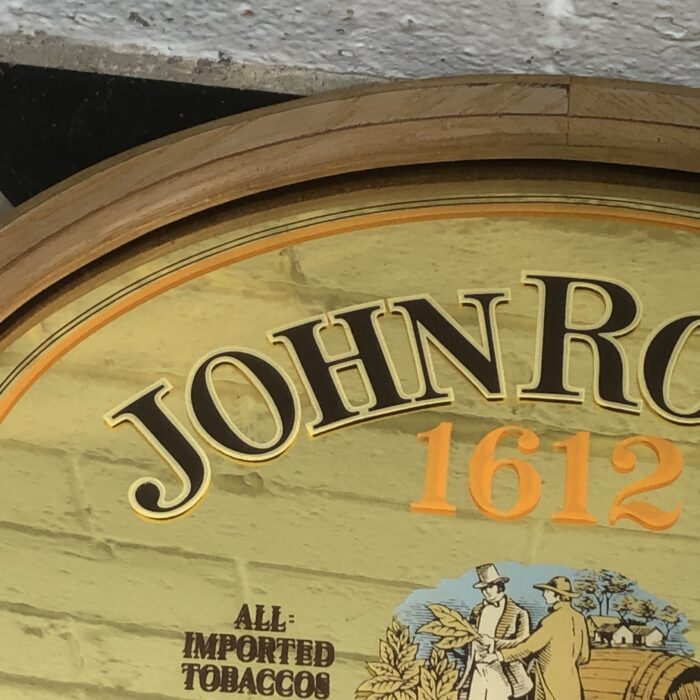 JOHN RO
1612
ALL-
IMPORTED
TOBACCOS